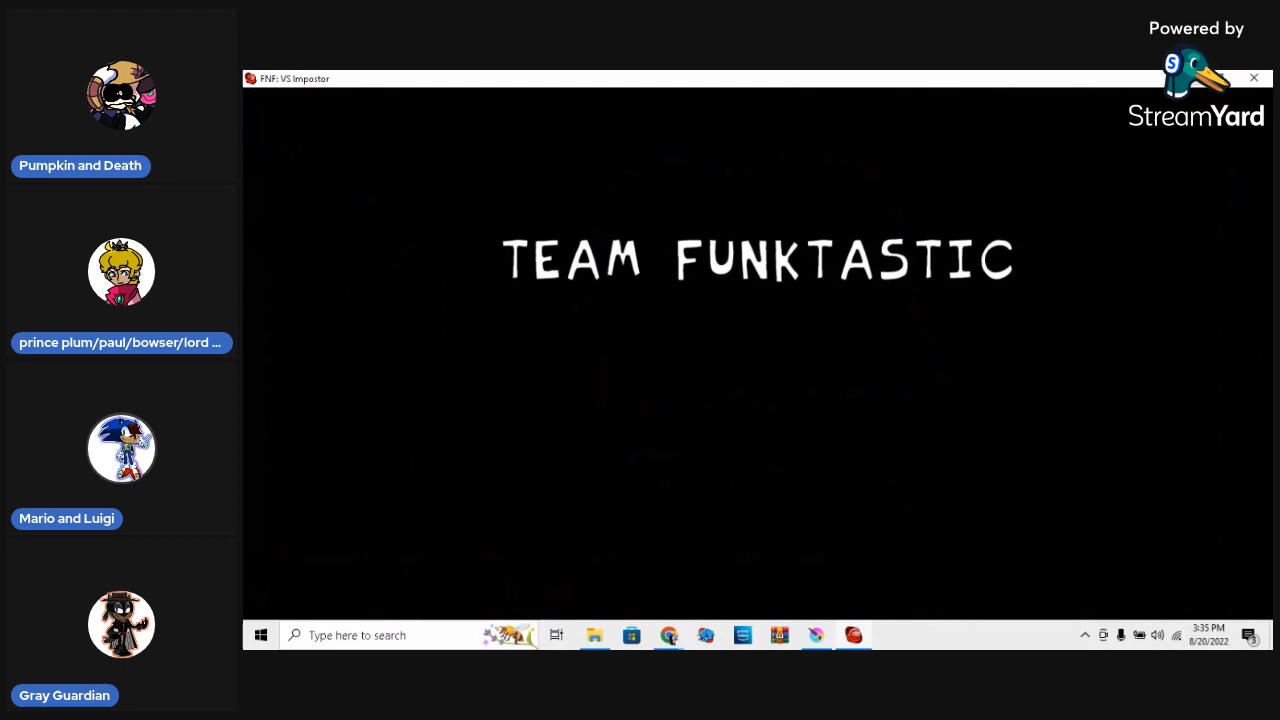 Powered by
StreamYard
FNF: VS Impostor
Pumpkin and Death
TEAM FUNKTASTIC
prince plum/paul/bowser/lord ...
Mario and Luigi
Type here to search
3:35 PM
8/20/2022
3
Gray Guardian